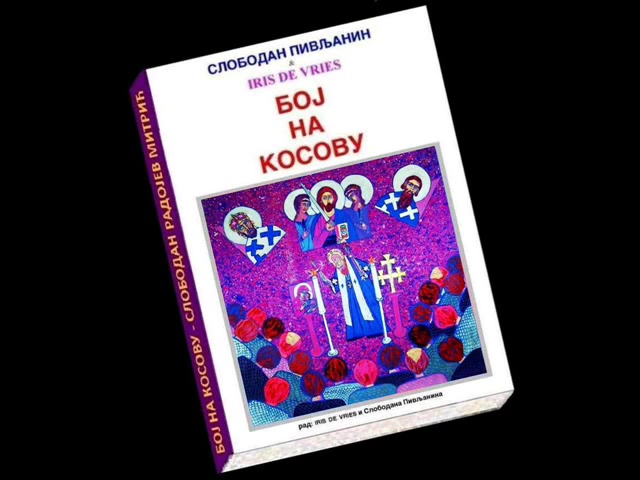 СЛОБОДАН ПИВЉАНИН
&
IRIS DE VRIES
БОЈ
НА
КОСОВУ
рад: IRIS DE VRIES и Слободана Пивљанина
БОЈ НА КОСОВУ - СЛОБОДАН РАДОЈЕВ МИТРИЋ